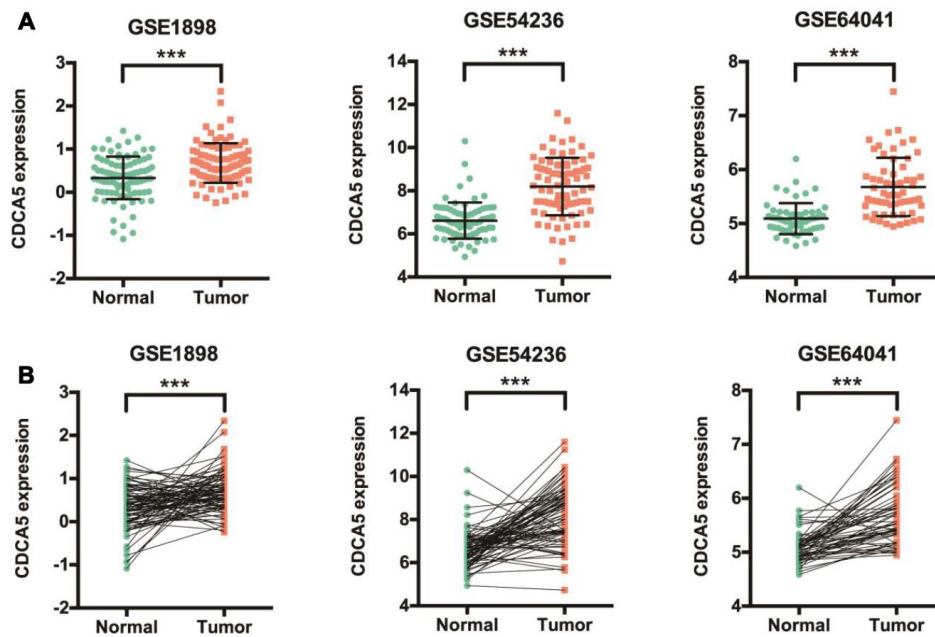 A
GSE1898
***
CDCA5 expression
3
2
1
0
-1
-2
Normal Tumor
GSE54236
***
CDCA5 expression
14
12
10
8
6
4
Normal Tumor
GSE64041
***
CDCA5 expression
8
7
6
5
4
Normal Tumor
B
GSE1898
***
CDCA5 expression
3
2
1
0
-1
-2
Normal Tumor
GSE54236
***
CDCA5 expression
14
12
10
8
6
4
Normal Tumor
GSE64041
***
CDCA5 expression
8
7
6
5
4
Normal Tumor